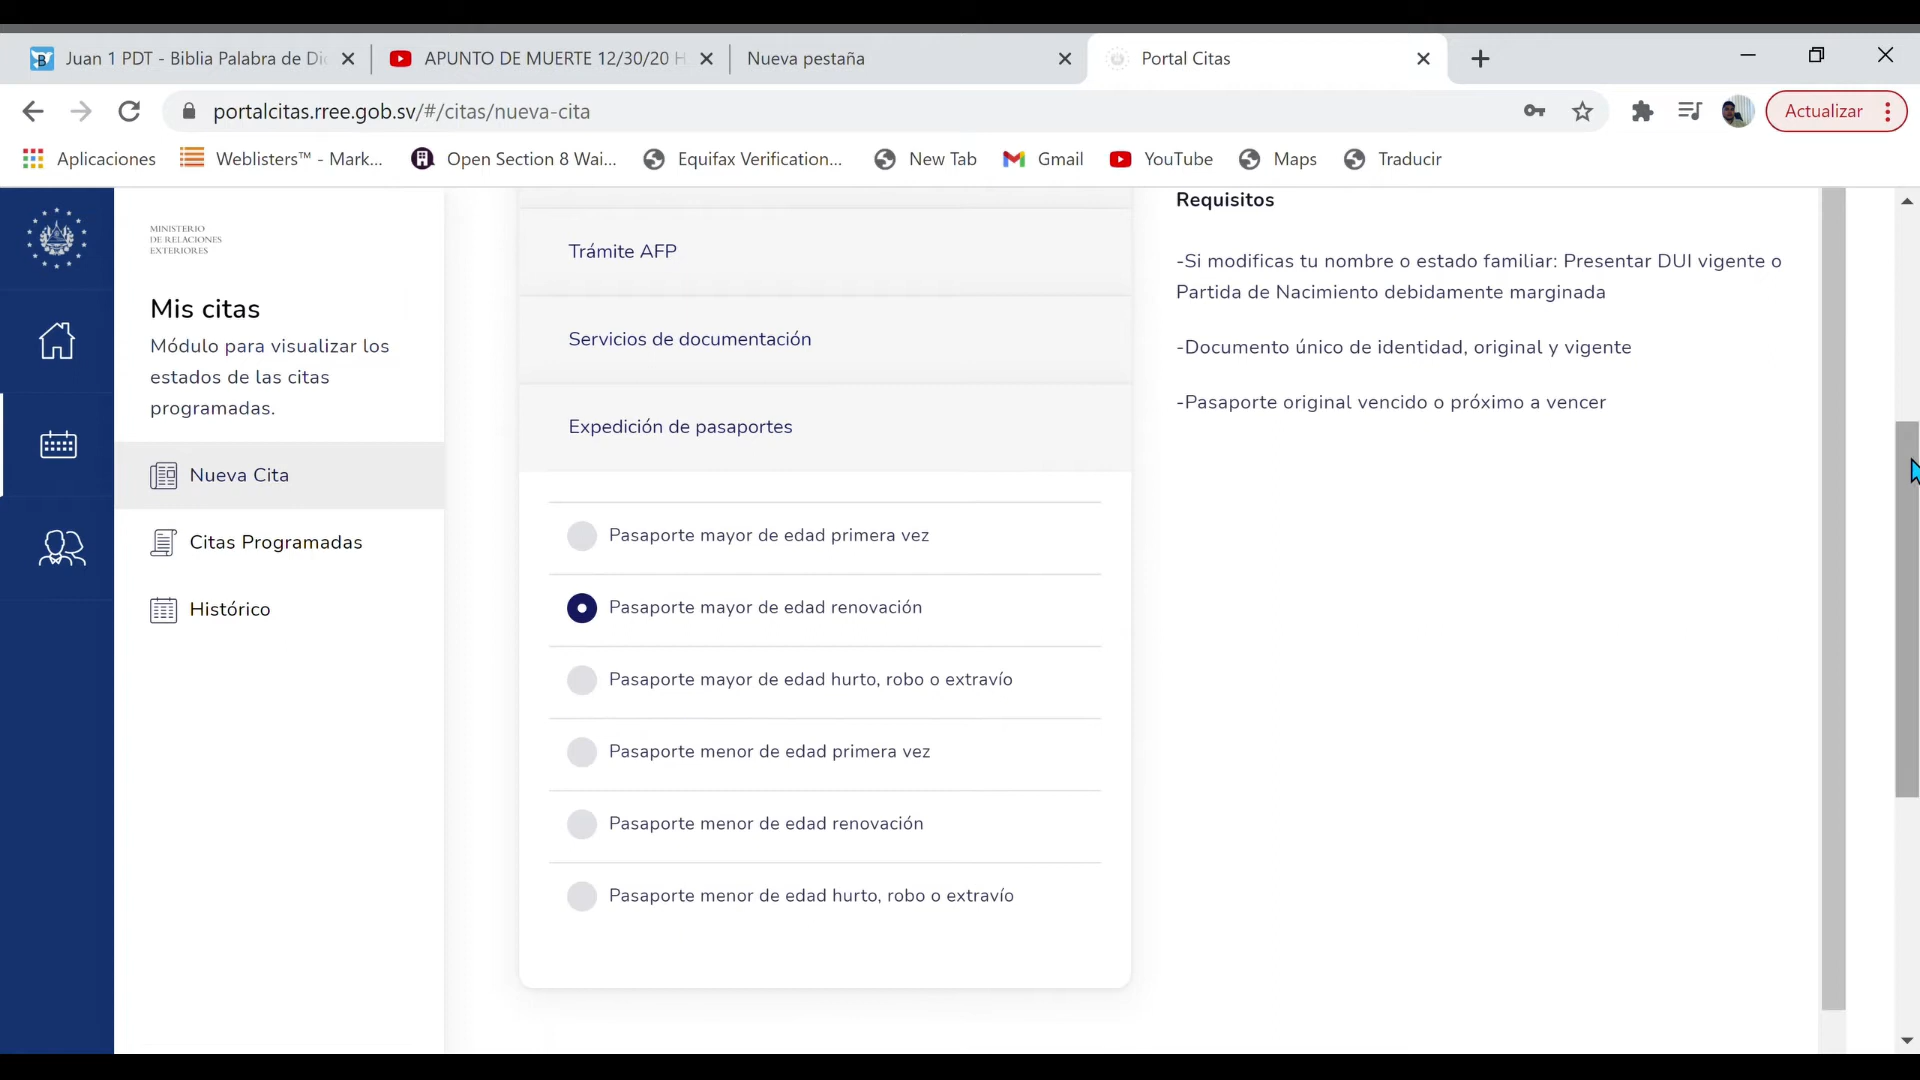 Juan 1 PDT - Biblia Palabra de Di
APUNTO DE MUERTE 12/30/20 H
Nueva pestaña
Portal Citas
portalcitas.rree.gob.sv/#/citas/nueva-cita
Actualizar
Aplicaciones
Weblisters™ - Mark...
Open Section 8 Wai...
Equifax Verification...
New Tab
Gmail
YouTube
Maps
Traducir
MINISTERIO
DE RELACIONES
EXTERIORES
Mis citas
Módulo para visualizar los
estados de las citas
programadas.
Nueva Cita
Citas Programadas
Histórico
Trámite AFP
Servicios de documentación
Expedición de pasaportes
Pasaporte mayor de edad primera vez
Pasaporte mayor de edad renovación
Pasaporte mayor de edad hurto, robo o extravío
Pasaporte menor de edad primera vez
Pasaporte menor de edad renovación
Pasaporte menor de edad hurto, robo o extravío
Requisitos
-Si modificas tu nombre o estado familiar: Presentar DUI vigente o
Partida de Nacimiento debidamente marginada
-Documento único de identidad, original y vigente
-Pasaporte original vencido o próximo a vencer